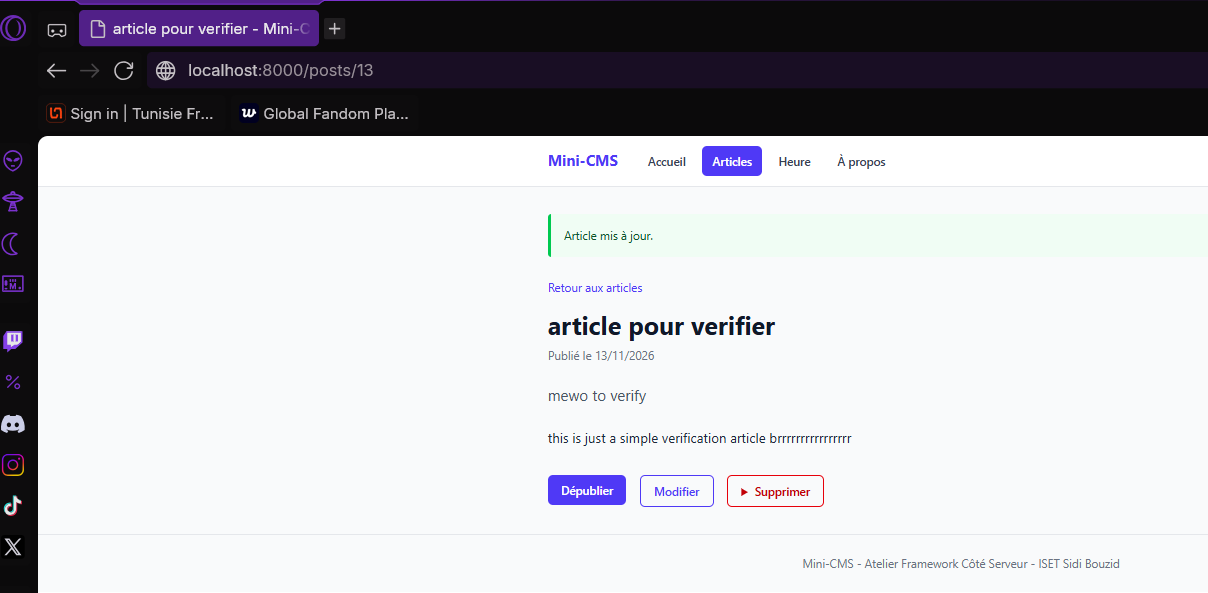 article pour verifier - Mini-C
localhost:8000/posts/13
Sign in | Tunisie Fr...
Global Fandom Pla...
Mini-CMS Accueil Articles Heure À propos
Article mis à jour.
Retour aux articles
article pour verifier
Publié le 13/11/2026
mewo to verify
this is just a simple verification article brrrrrrrrrrrrrrr
Dépublier Modifier Supprimer
Mini-CMS - Atelier Framework Côté Serveur - ISET Sidi Bouzid